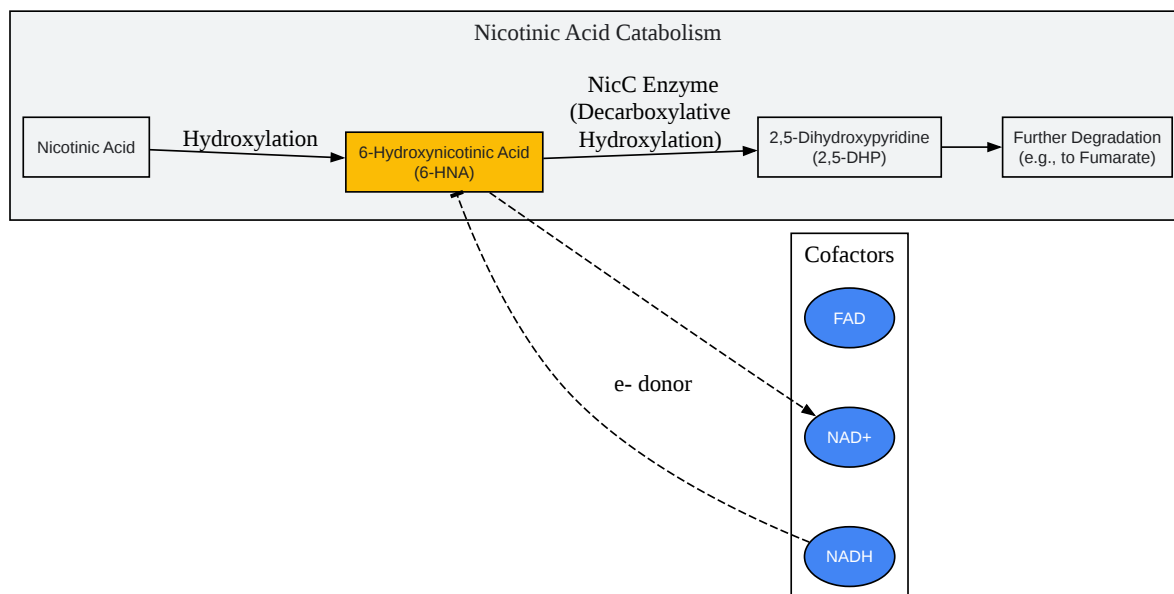 Nicotinic Acid Catabolism
Nicotinic Acid
Hydroxylation
6-Hydroxynicotinic Acid
(6-HNA)
NicC Enzyme
(Decarboxylative
Hydroxylation)
2,5-Dihydroxypyridine
(2,5-DHP)
Further Degradation
(e.g., to Fumarate)
Cofactors
FAD
e- donor
NAD+
NADH